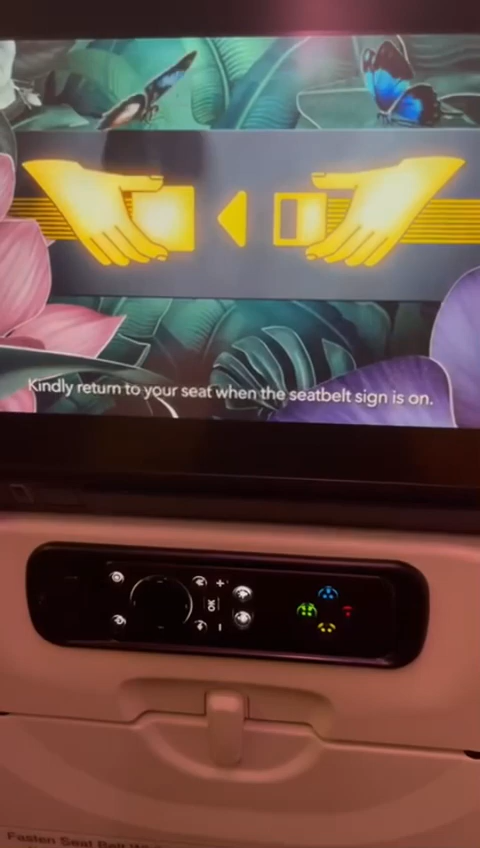 Kindly return to your seat when the seatbelt sign is on.
+
OK
–
Fasten Seat Belt